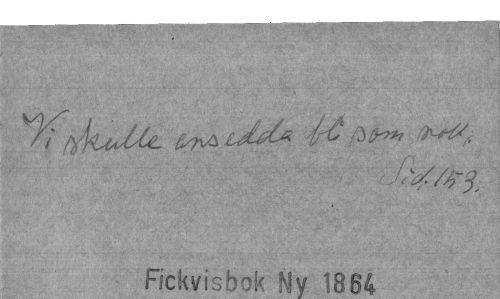 Vi skulle ansedda bli som noll.
Sid. 153.
Fickvisbok Ny 1864